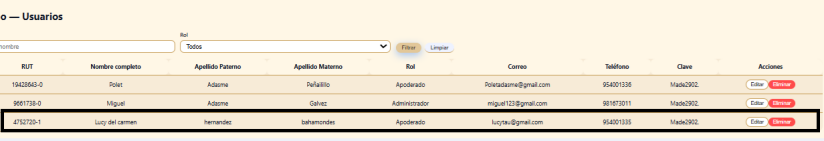 o — Usuarios
Rol
nombre Todos Filtrar Limpiar
RUT Nombre completo Apellido Paterno Apellido Materno Rol Correo Teléfono Clave Acciones
19428643-0 Polet Adasme Peñailillo Apoderado Poletadasme@gmail.com 954001336 Made2902. Editar Eliminar
9661738-0 Miguel Adasme Galvez Administrador miguel123@gmail.com 981673011 Made2902. Editar Eliminar
4752720-1 Lucy del carmen hernandez bahamondes Apoderado lucytau@gmail.com 954001335 Made2902. Editar Eliminar